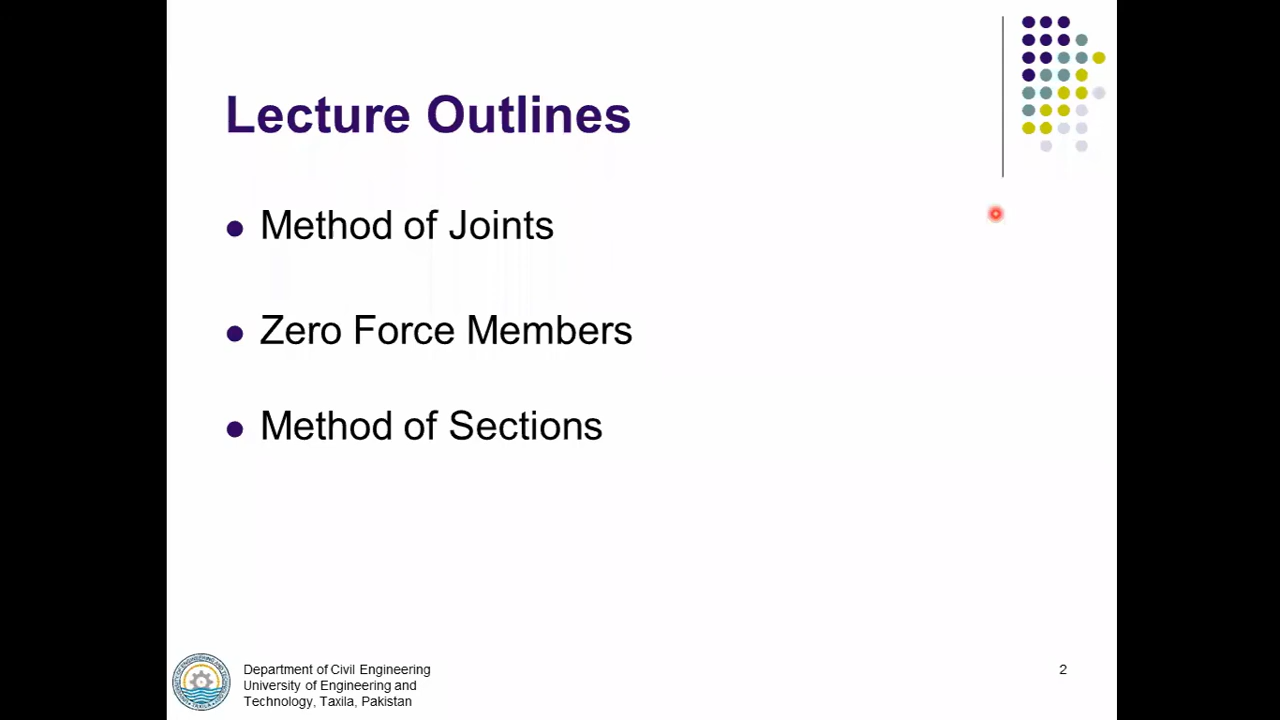 Lecture Outlines
Method of Joints
Zero Force Members
Method of Sections
Department of Civil Engineering
University of Engineering and
Technology, Taxila, Pakistan
2